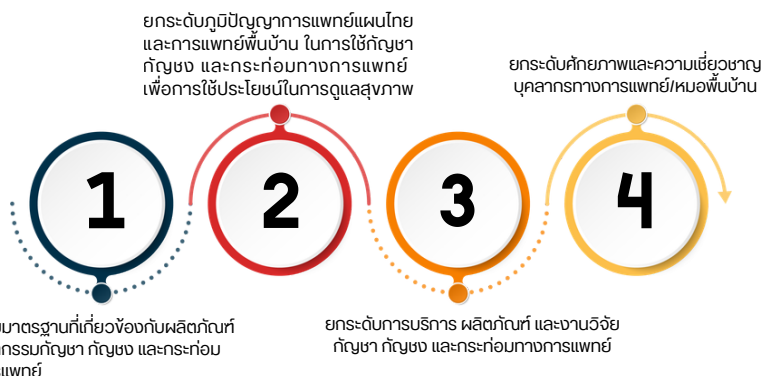 ยกระดับภูมิปัญญาการแพทย์แผนไทย
และการแพทย์พื้นบ้าน ในการใช้กัญชา
กัญชง และกระท่อมทางการแพทย์
เพื่อการใช้ประโยชน์ในการดูแลสุขภาพ
ยกระดับศักยภาพและความเชี่ยวชาญ
บุคลากรทางการแพทย์/หมอพื้นบ้าน
1
2
3
4
มาตรฐานที่เกี่ยวข้องกับผลิตภัณฑ์
กรรมกัญชา กัญชง และกระท่อม
แพทย์
ยกระดับการบริการ ผลิตภัณฑ์ และงานวิจัย
กัญชา กัญชง และกระท่อมทางการแพทย์